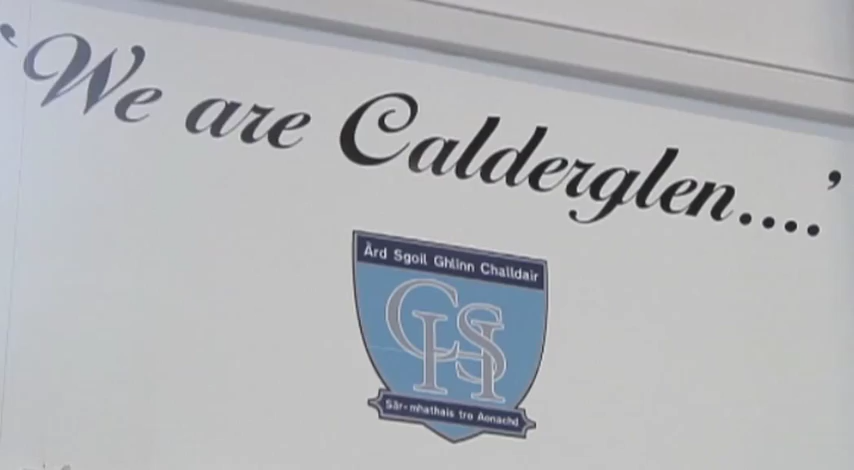 ‘We are Calderglen....’
Àrd Sgoil Ghlinn Challdair
CHS
Sàr-mhathais tro Aonachd